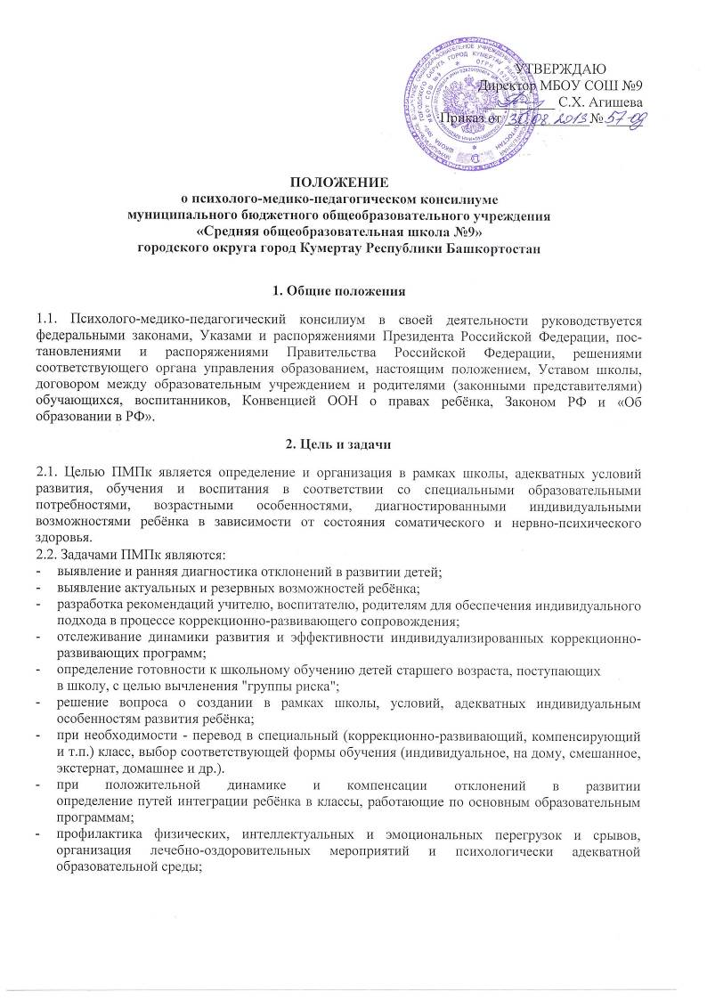 УТВЕРЖДАЮ
Директор МБОУ СОШ №9
С.Х. Агишева
Приказ от 30.08.2013 № 57-од
ПОЛОЖЕНИЕ
о психолого-медико-педагогическом консилиуме
муниципального бюджетного общеобразовательного учреждения
«Средняя общеобразовательная школа №9»
городского округа город Кумертау Республики Башкортостан
1. Общие положения
1.1. Психолого-медико-педагогический консилиум в своей деятельности руководствуется
федеральными законами, Указами и распоряжениями Президента Российской Федерации, пос-
тановлениями и распоряжениями Правительства Российской Федерации, решениями
соответствующего органа управления образованием, настоящим положением, Уставом школы,
договором между образовательным учреждением и родителями (законными представителями)
обучающихся, воспитанников, Конвенцией ООН о правах ребёнка, Законом РФ и «Об
образовании в РФ».
2. Цель и задачи
2.1. Целью ПМПк является определение и организация в рамках школы, адекватных условий
развития, обучения и воспитания в соответствии со специальными образовательными
потребностями, возрастными особенностями, диагностированными индивидуальными
возможностями ребёнка в зависимости от состояния соматического и нервно-психического
здоровья.
2.2. Задачами ПМПк являются:
- выявление и ранняя диагностика отклонений в развитии детей;
- выявление актуальных и резервных возможностей ребёнка;
- разработка рекомендаций учителю, воспитателю, родителям для обеспечения индивидуального
подхода в процессе коррекционно-развивающего сопровождения;
- отслеживание динамики развития и эффективности индивидуализированных коррекционно-
развивающих программ;
- определение готовности к школьному обучению детей старшего возраста, поступающих
в школу, с целью вычленения "группы риска";
- решение вопроса о создании в рамках школы, условий, адекватных индивидуальным
особенностям развития ребёнка;
- при необходимости - перевод в специальный (коррекционно-развивающий, компенсирующий
и т.п.) класс, выбор соответствующей формы обучения (индивидуальное, на дому, смешанное,
экстернат, домашнее и др.).
- при положительной динамике и компенсации отклонений в развитии
определение путей интеграции ребёнка в классы, работающие по основным образовательным
программам;
- профилактика физических, интеллектуальных и эмоциональных перегрузок и срывов,
организация лечебно-оздоровительных мероприятий и психологически адекватной
образовательной среды;